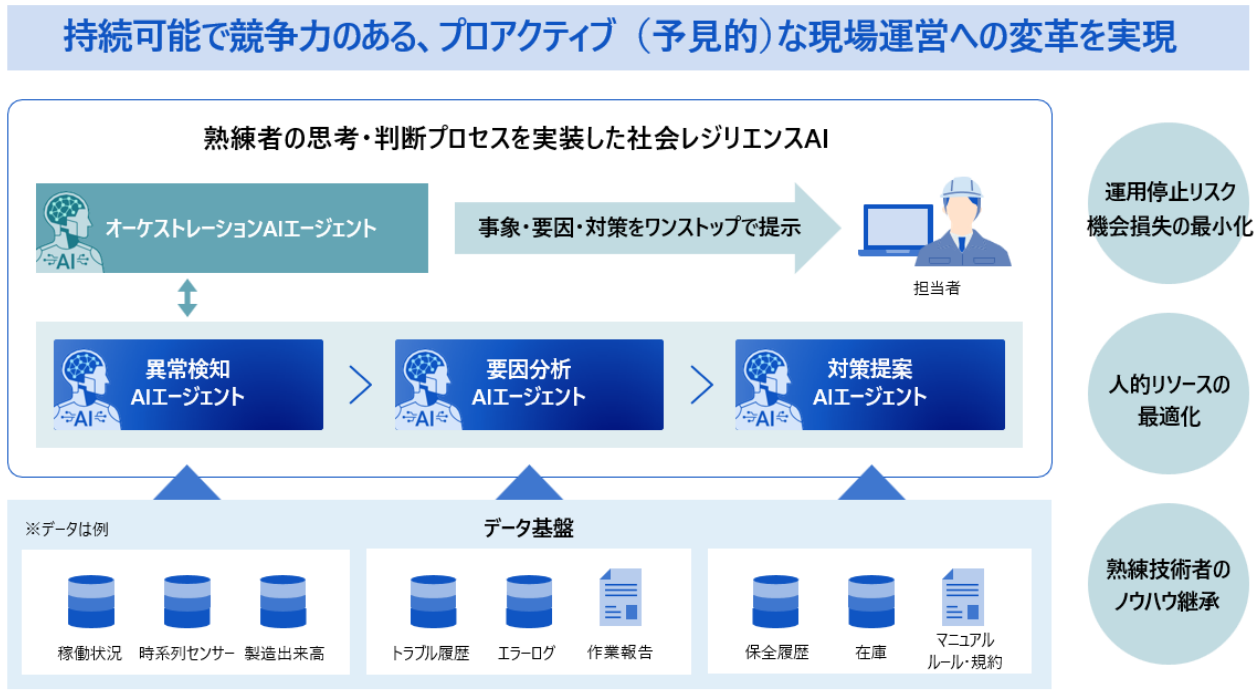 持続可能で競争力のある、プロアクティブ（予見的）な現場運営への変革を実現
熟練者の思考・判断プロセスを実装した社会レジリエンスAI
AI
オーケストレーションAIエージェント
事象・要因・対策をワンストップで提示
担当者
AI
異常検知
AIエージェント
AI
要因分析
AIエージェント
AI
対策提案
AIエージェント
※データは例
データ基盤
稼働状況
時系列センサー
製造出来高
トラブル履歴
エラーログ
作業報告
保全履歴
在庫
マニュアル
ルール・規約
運用停止リスク
機会損失の最小化
人的リソースの
最適化
熟練技術者の
ノウハウ継承